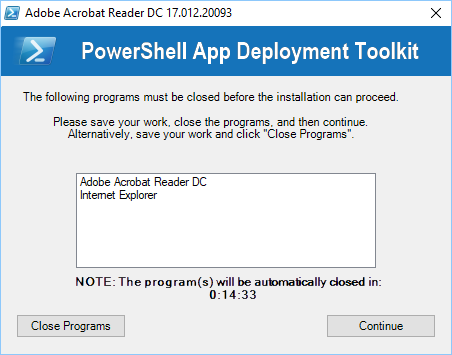 Adobe Acrobat Reader DC 17.012.20093
PowerShell App Deployment Toolkit
The following programs must be closed before the installation can proceed.
Please save your work, close the programs, and then continue.
Alternatively, save your work and click "Close Programs".
Adobe Acrobat Reader DC
Internet Explorer
NOTE: The program(s) will be automatically closed in:
0:14:33
Close Programs
Continue